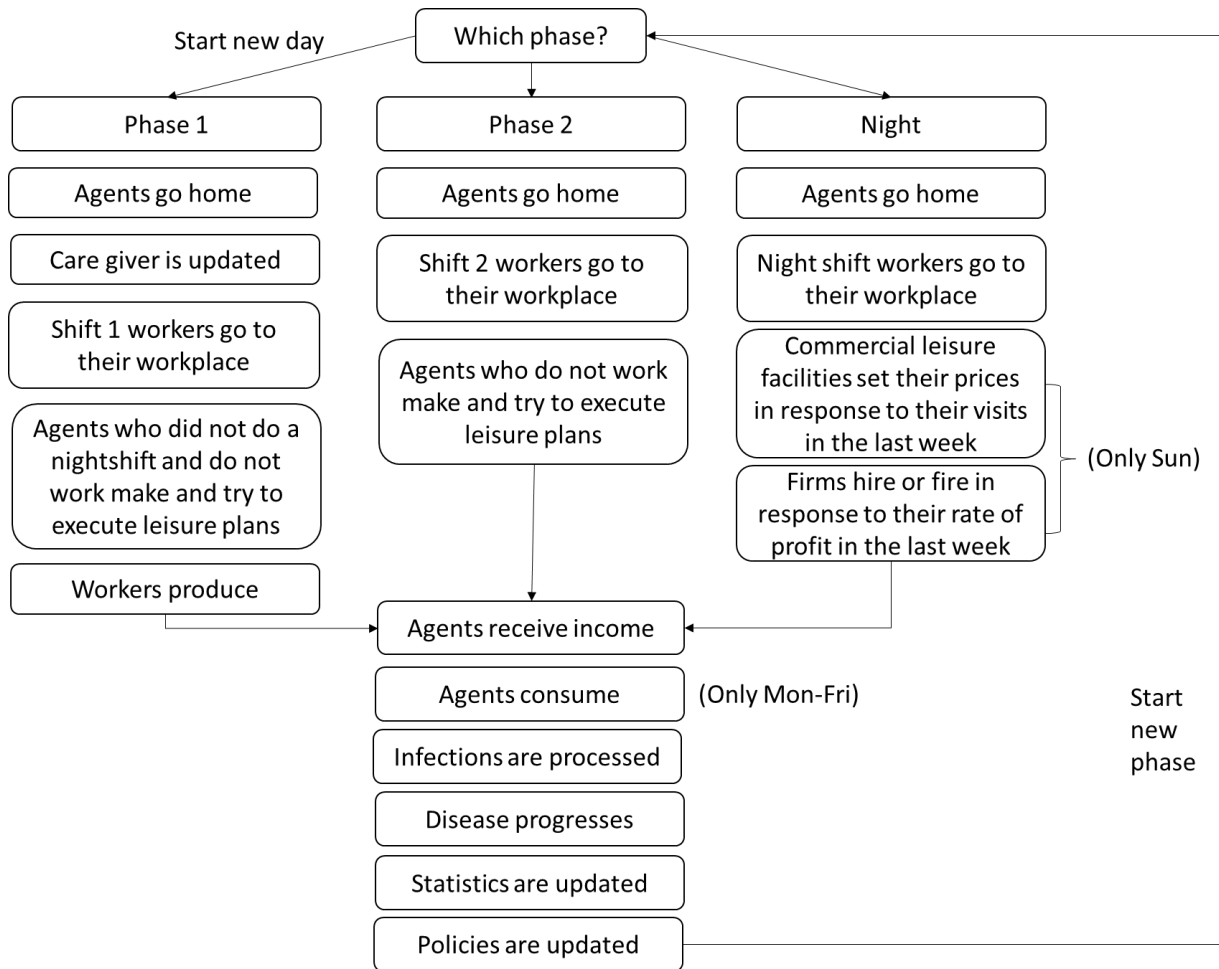 Which phase?
Start new day
Phase 1
Agents go home
Care giver is updated
Shift 1 workers go to
their workplace
Agents who did not do a
nightshift and do not
work make and try to
execute leisure plans
Workers produce
Phase 2
Agents go home
Shift 2 workers go to
their workplace
Agents who do not work
make and try to execute
leisure plans
Night
Agents go home
Night shift workers go to
their workplace
Commercial leisure
facilities set their prices
in response to their visits
in the last week
Firms hire or fire in
response to their rate of
profit in the last week
(Only Sun)
Agents receive income
Agents consume
(Only Mon-Fri)
Infections are processed
Disease progresses
Statistics are updated
Policies are updated
Start
new
phase